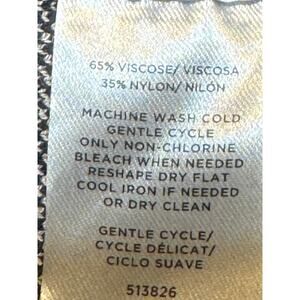 65% VISCOSE/ VISCOSA
35% NYLON/ NILÓN
MACHINE WASH COLD
GENTLE CYCLE
ONLY NON-CHLORINE
BLEACH WHEN NEEDED
RESHAPE DRY FLAT
COOL IRON IF NEEDED
OR DRY CLEAN
GENTLE CYCLE/
CYCLE DÉLICAT/
CICLO SUAVE
513826